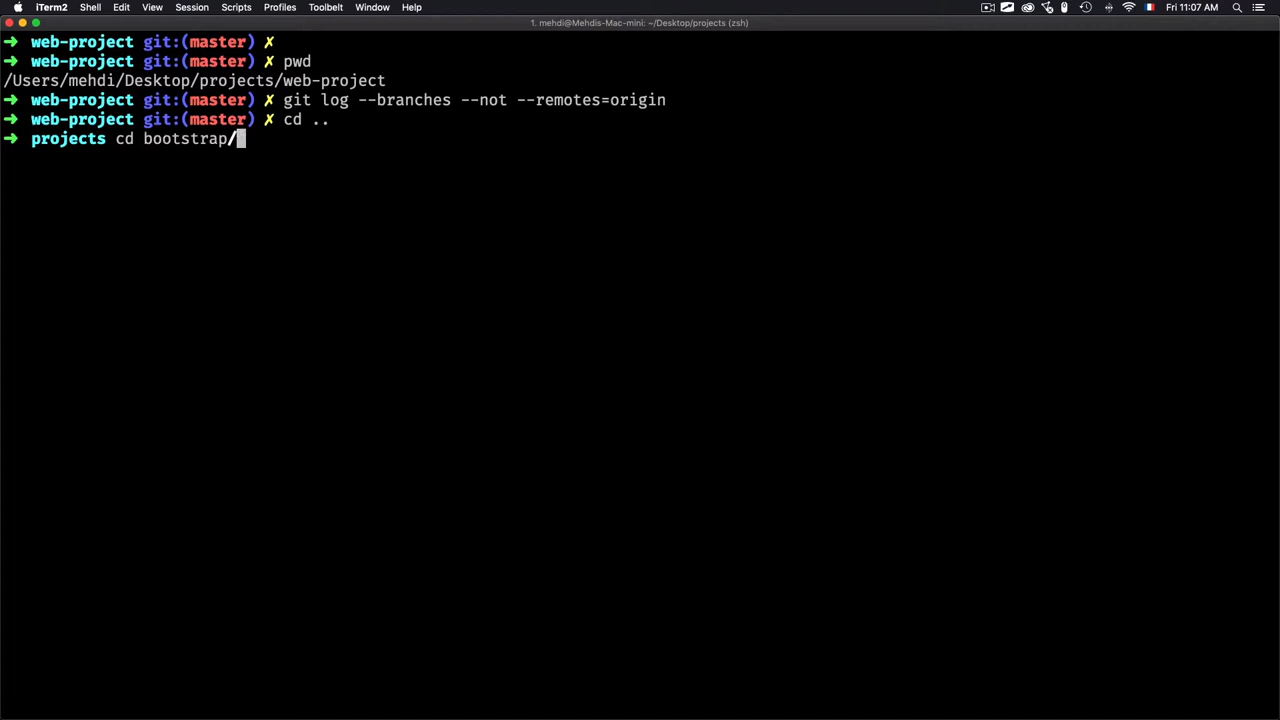 iTerm2 Shell Edit View Session Scripts Profiles Toolbelt Window Help Fri 11:07 AM
1. mehdi@Mehdis-Mac-mini: ~/Desktop/projects (zsh)
➜ web-project git:(master) ✗
➜ web-project git:(master) ✗ pwd
/Users/mehdi/Desktop/projects/web-project
➜ web-project git:(master) ✗ git log --branches --not --remotes=origin
➜ web-project git:(master) ✗ cd ..
➜ projects cd bootstrap/